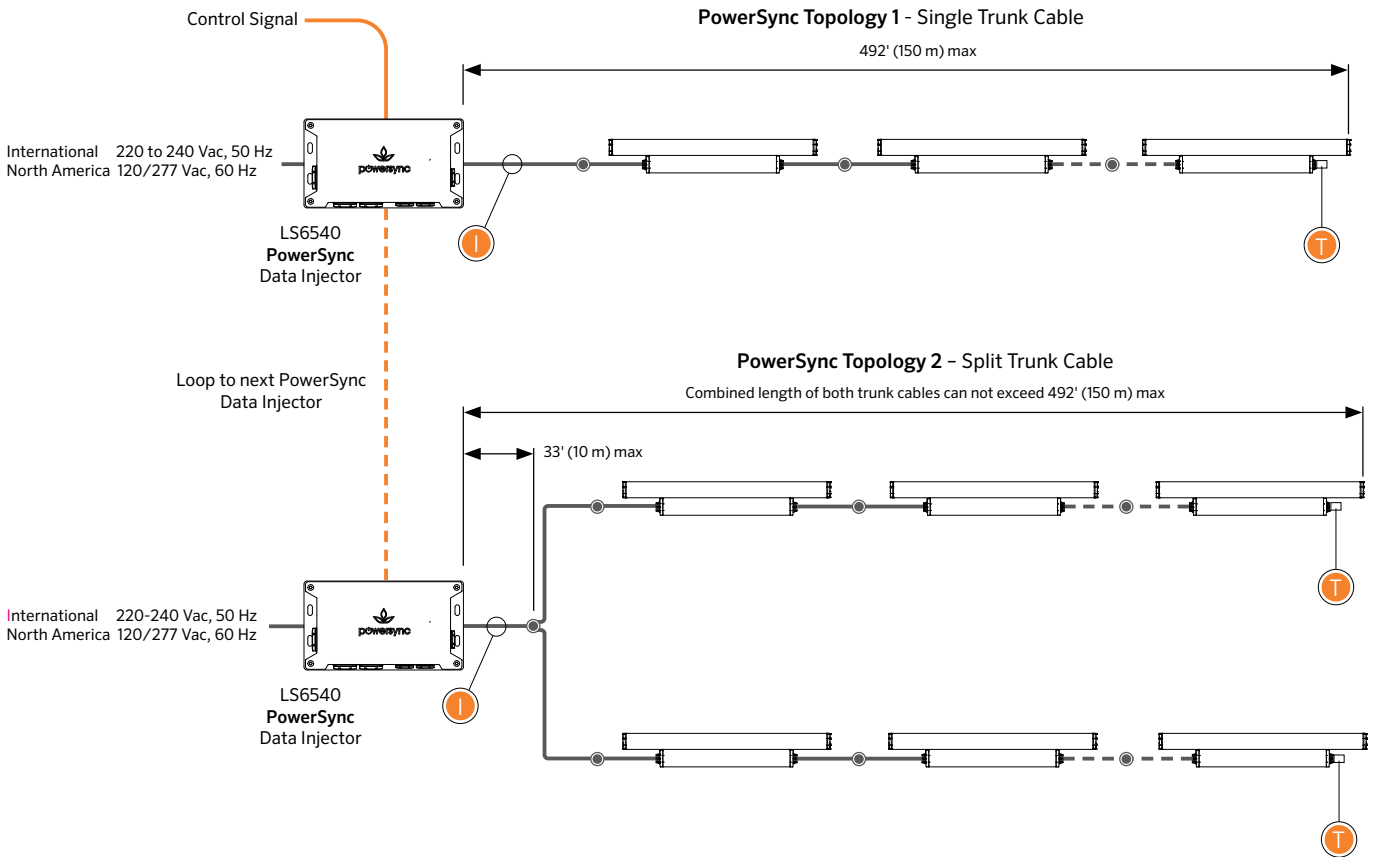 Control Signal
PowerSync Topology 1 - Single Trunk Cable
492' (150 m) max
International 220 to 240 Vac, 50 Hz
North America 120/277 Vac, 60 Hz
powersync
LS6540
PowerSync
Data Injector
I
T
Loop to next PowerSync
Data Injector
PowerSync Topology 2 – Split Trunk Cable
Combined length of both trunk cables can not exceed 492' (150 m) max
33' (10 m) max
T
International 220-240 Vac, 50 Hz
North America 120/277 Vac, 60 Hz
powersync
LS6540
PowerSync
Data Injector
I
T